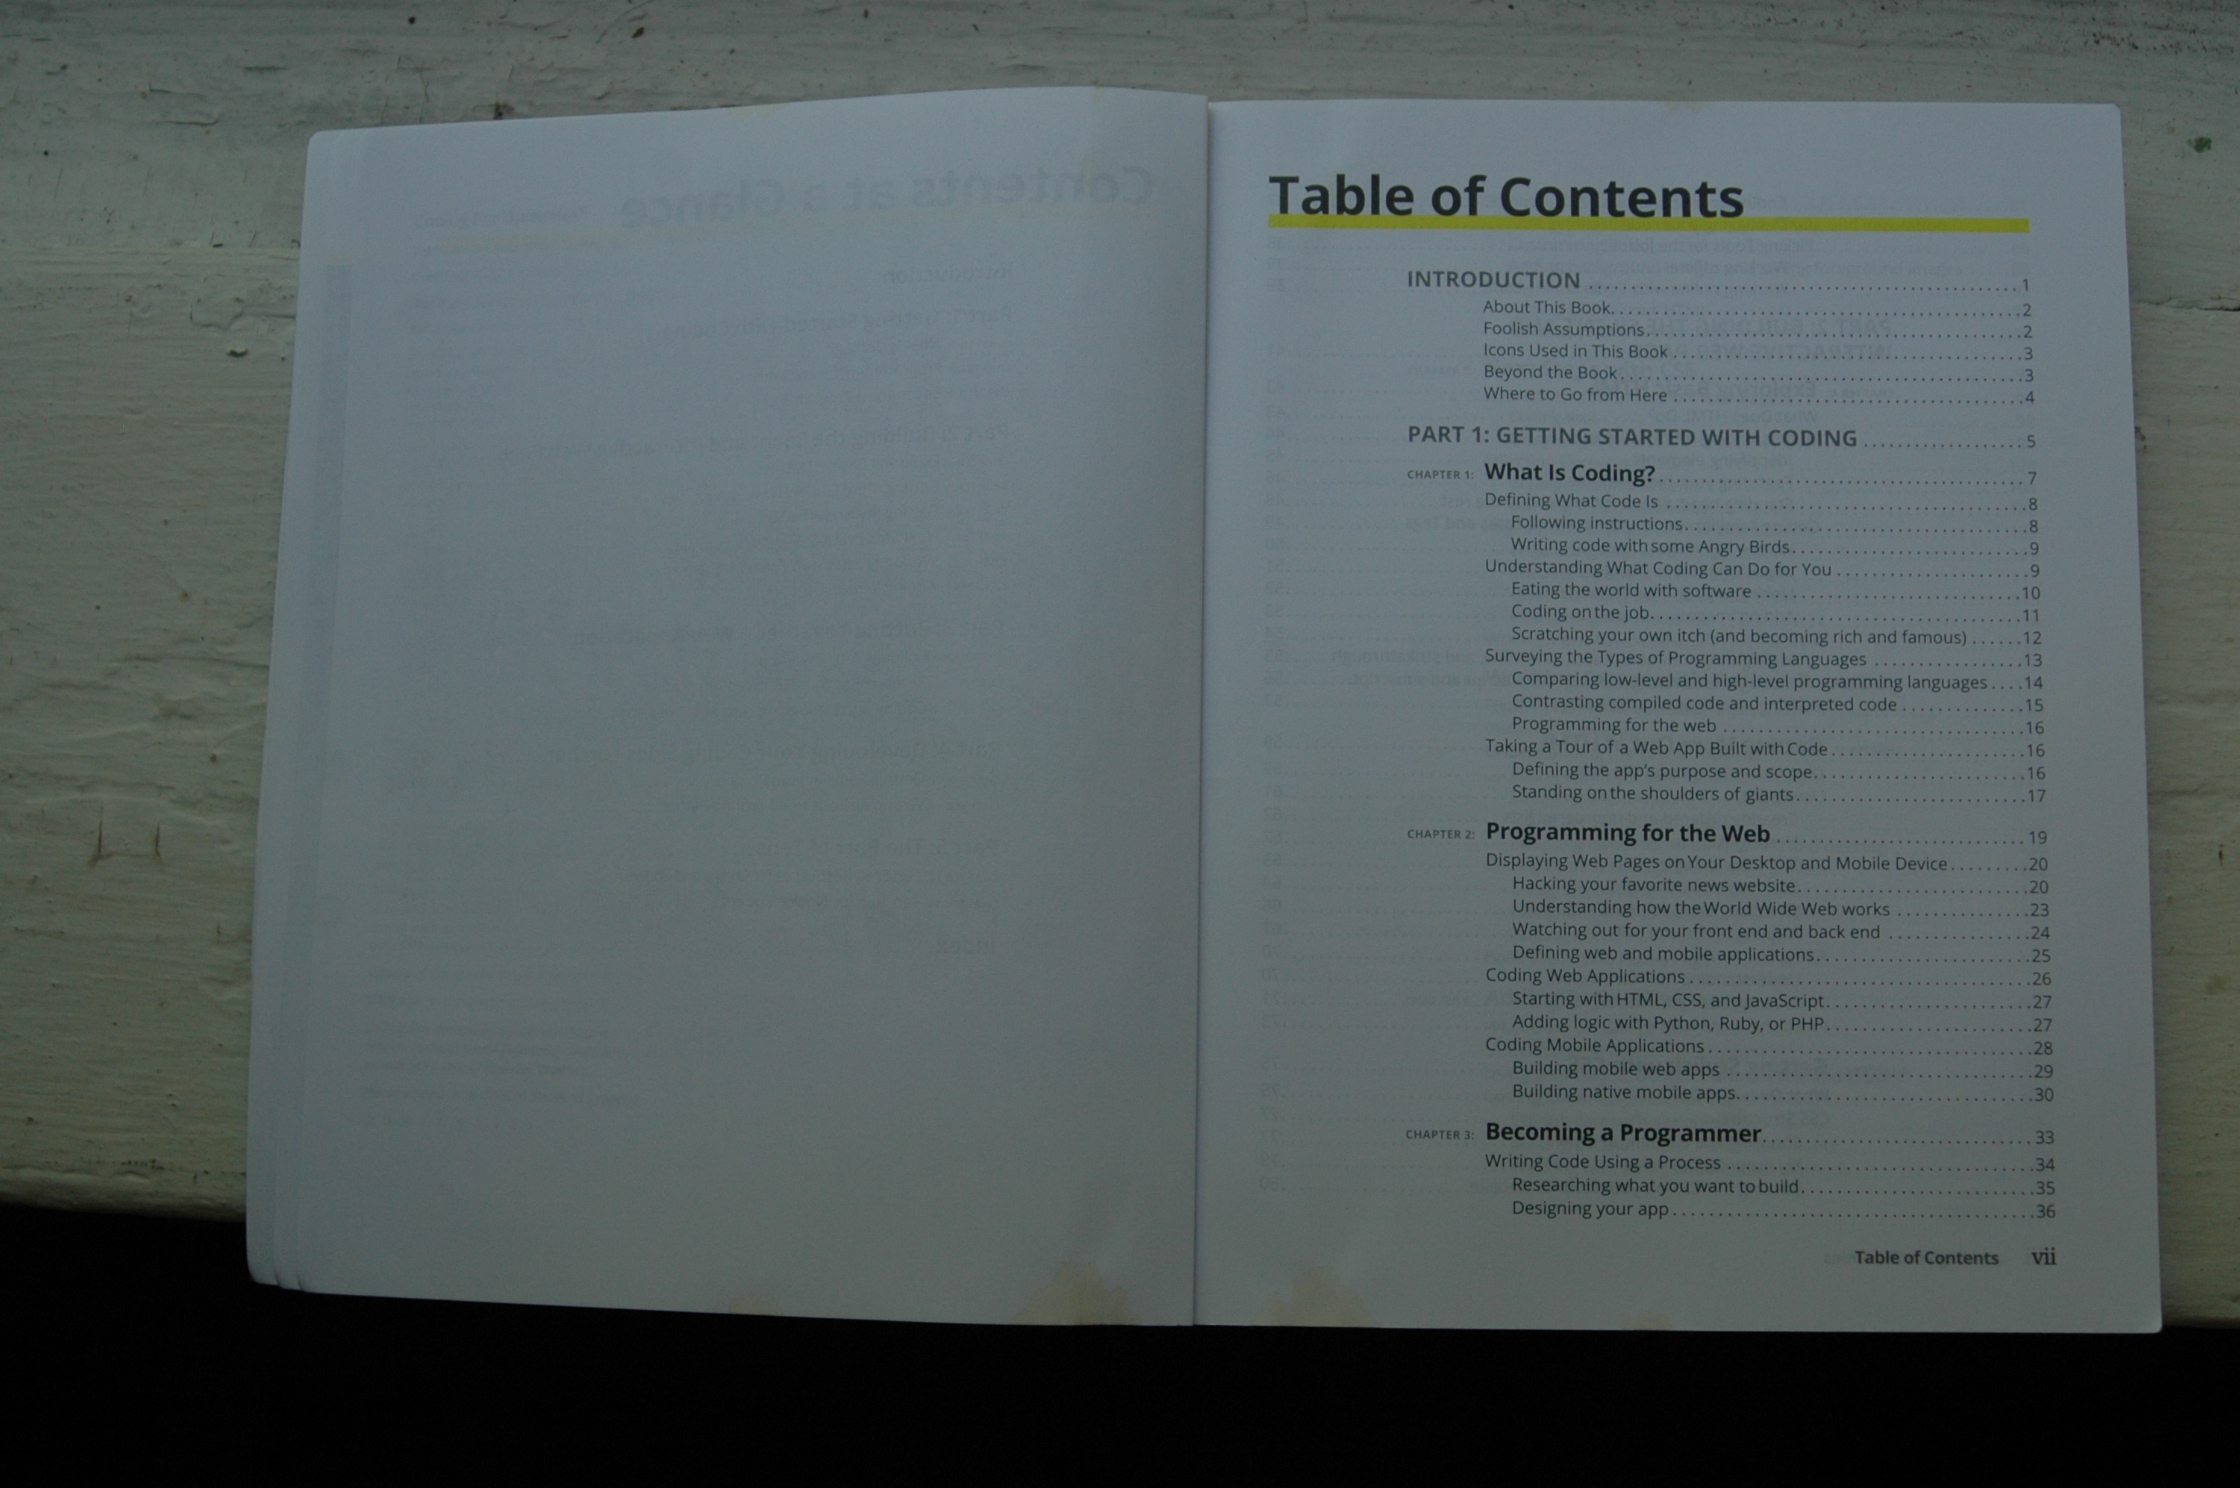 Table of Contents
INTRODUCTION . . . . . . . . . . . . . . . . . . . . 1
About This Book. . . . . . . . . . . . . . . . . . . . 2
Foolish Assumptions. . . . . . . . . . . . . . . . . . . . 2
Icons Used in This Book . . . . . . . . . . . . . . . . . . . . 3
Beyond the Book. . . . . . . . . . . . . . . . . . . . 3
Where to Go from Here . . . . . . . . . . . . . . . . . . . . 4
PART 1: GETTING STARTED WITH CODING . . . . . . . . . . 5
CHAPTER 1: What Is Coding? . . . . . . . . . . . . . . . . . . . . 7
Defining What Code Is . . . . . . . . . . . . . . . . . . . . 8
Following instructions. . . . . . . . . . . . . . . . . . . . 8
Writing code with some Angry Birds. . . . . . . . . . . . . . . . . . . . 9
Understanding What Coding Can Do for You . . . . . . . . . . . . . . . 9
Eating the world with software . . . . . . . . . . . . . . . . . . . . 10
Coding on the job. . . . . . . . . . . . . . . . . . . . 11
Scratching your own itch (and becoming rich and famous) . . . . . 12
Surveying the Types of Programming Languages . . . . . . . . . . . 13
Comparing low-level and high-level programming languages . . . . 14
Contrasting compiled code and interpreted code . . . . . . . . . . 15
Programming for the web . . . . . . . . . . . . . . . . . . . . 16
Taking a Tour of a Web App Built with Code . . . . . . . . . . . . . . . 16
Defining the app's purpose and scope. . . . . . . . . . . . . . . . . . . . 16
Standing on the shoulders of giants. . . . . . . . . . . . . . . . . . . . 17
CHAPTER 2: Programming for the Web . . . . . . . . . . . . . . . . . . . . 19
Displaying Web Pages on Your Desktop and Mobile Device. . . . . . . . 20
Hacking your favorite news website. . . . . . . . . . . . . . . . . . . . 20
Understanding how the World Wide Web works . . . . . . . . . . . . 23
Watching out for your front end and back end . . . . . . . . . . . . 24
Defining web and mobile applications. . . . . . . . . . . . . . . . . . . . 25
Coding Web Applications. . . . . . . . . . . . . . . . . . . . 26
Starting with HTML, CSS, and JavaScript. . . . . . . . . . . . . . . . . . . . 27
Adding logic with Python, Ruby, or PHP . . . . . . . . . . . . . . . . . . . . 27
Coding Mobile Applications. . . . . . . . . . . . . . . . . . . . 28
Building mobile web apps . . . . . . . . . . . . . . . . . . . . 29
Building native mobile apps. . . . . . . . . . . . . . . . . . . . 30
CHAPTER 3: Becoming a Programmer. . . . . . . . . . . . . . . . . . . . 33
Writing Code Using a Process . . . . . . . . . . . . . . . . . . . . 34
Researching what you want to build. . . . . . . . . . . . . . . . . . . . 35
Designing your app . . . . . . . . . . . . . . . . . . . . 36
Table of Contents vii